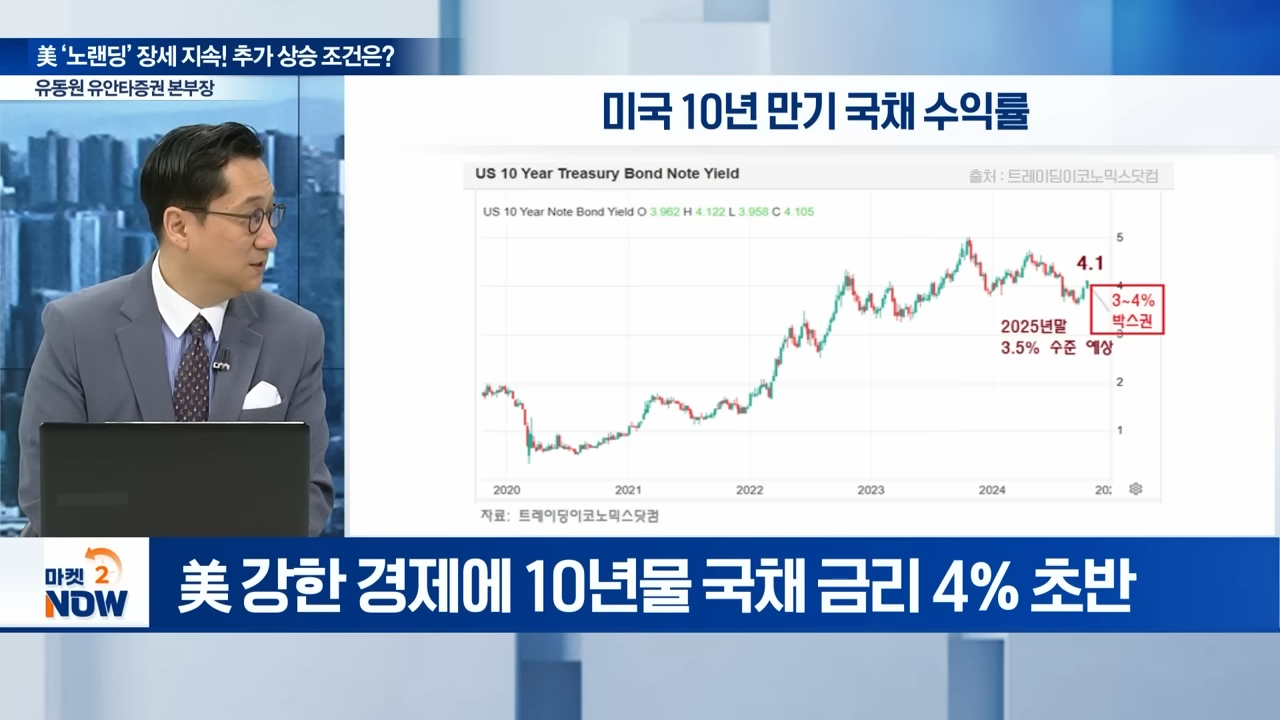 美 '노랜딩' 장세 지속! 추가 상승 조건은?
유동원 유안타증권 본부장
미국 10년 만기 국채 수익률
US 10 Year Treasury Bond Note Yield
출처 : 트레이딩이코노믹스닷컴
US 10 Year Note Bond Yield O 3.962 H 4.122 L 3.958 C 4.105
5
4.1
4
3~4%
박스권
2025년말
3
3.5% 수준 예상
2
1
2020 2021 2022 2023 2024 202
자료: 트레이딩이코노믹스닷컴
마켓 2
NOW
美 강한 경제에 10년물 국채 금리 4% 초반